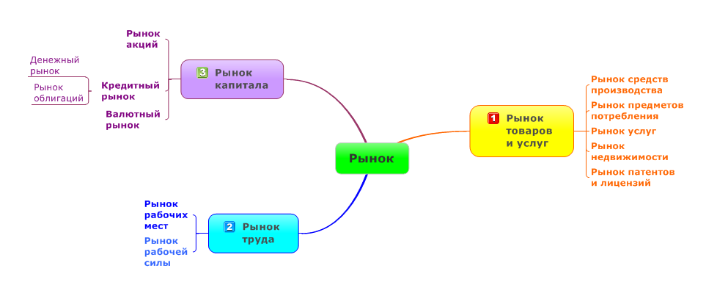 Рынок
1
Рынок
товаров
и услуг
Рынок средств
производства
Рынок предметов
потребления
Рынок услуг
Рынок
недвижимости
Рынок патентов
и лицензий
2
Рынок
труда
Рынок
рабочих
мест
Рынок
рабочей
силы
3
Рынок
капитала
Рынок
акций
Кредитный
рынок
Денежный
рынок
Рынок
облигаций
Валютный
рынок